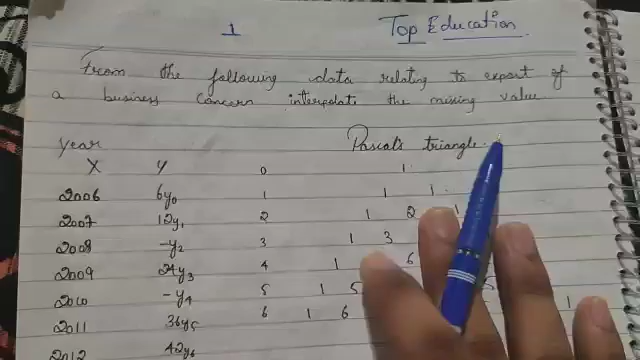 1 Top Education
From the following data relating to export of
a business concern interpolate the missing value
year Pascal's triangle.
X Y 0 1
2006 6y0 1 1 1
2007 12y1 2 1 2 1
2008 -y2 3 1 3
2009 24y3 4 1 6
2010 -y4 5 1 5 5
2011 36y5 6 1 6 1
2012 42y6